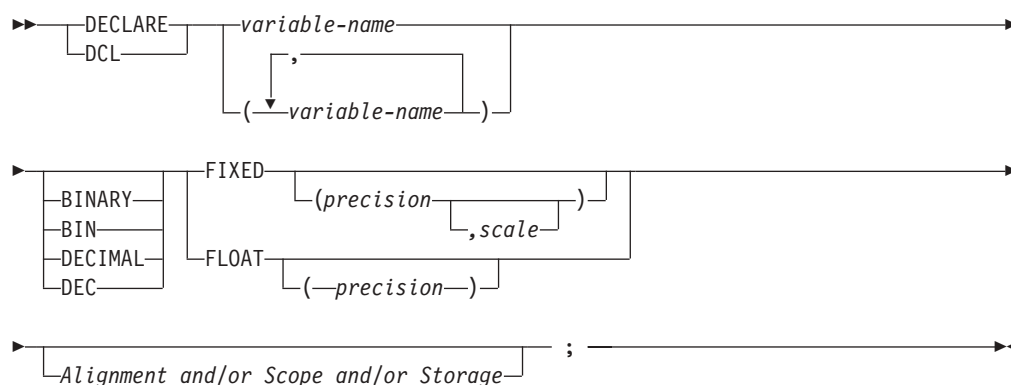 DECLARE variable-name
DCL ,
( variable-name )
FIXED
BINARY (precision )
BIN ,scale
DECIMAL FLOAT
DEC ( precision )
;
Alignment and/or Scope and/or Storage